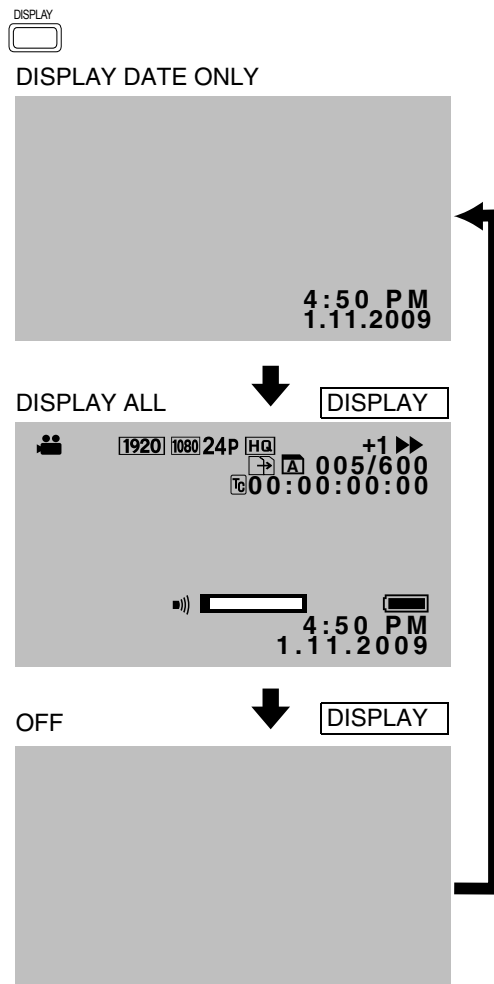 DISPLAY
DISPLAY DATE ONLY
4:50 PM
1.11.2009
DISPLAY ALL
DISPLAY
1920 1080 24P HQ +1
A 005/600
Tc 00:00:00:00
4:50 PM
1.11.2009
OFF
DISPLAY